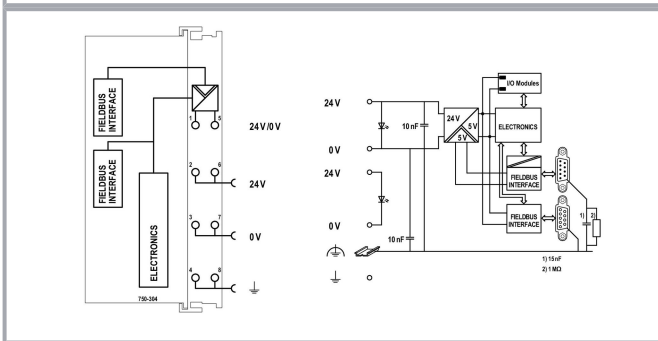 FIELDBUS
INTERFACE
FIELDBUS
INTERFACE
ELECTRONICS
750-304
1 5
24 V/0 V
2 6
24 V
3 7
0 V
4 8
24 V
0 V
24 V
0 V
10 nF
10 nF
24 V
5 V
5 V
I/O Modules
ELECTRONICS
FIELDBUS
INTERFACE
FIELDBUS
INTERFACE
1) 2)
1) 15 nF
2) 1 MΩ